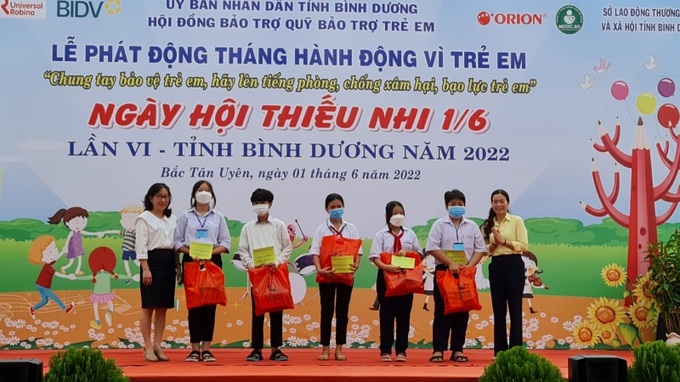 Universal Robina
BIDV
ỦY BAN NHÂN DÂN TỈNH BÌNH DƯƠNG
HỘI ĐỒNG BẢO TRỢ QUỸ BẢO TRỢ TRẺ EM
ORION
MEDIC BD
SỞ LAO ĐỘNG THƯƠNG
VÀ XÃ HỘI TỈNH BÌNH
LỄ PHÁT ĐỘNG THÁNG HÀNH ĐỘNG VÌ TRẺ EM
"Chung tay bảo vệ trẻ em, hãy lên tiếng phòng, chống xâm hại, bạo lực trẻ em"
NGÀY HỘI THIẾU NHI 1/6
LẦN VI - TỈNH BÌNH DƯƠNG NĂM 2022
Bắc Tân Uyên, ngày 01 tháng 6 năm 2022